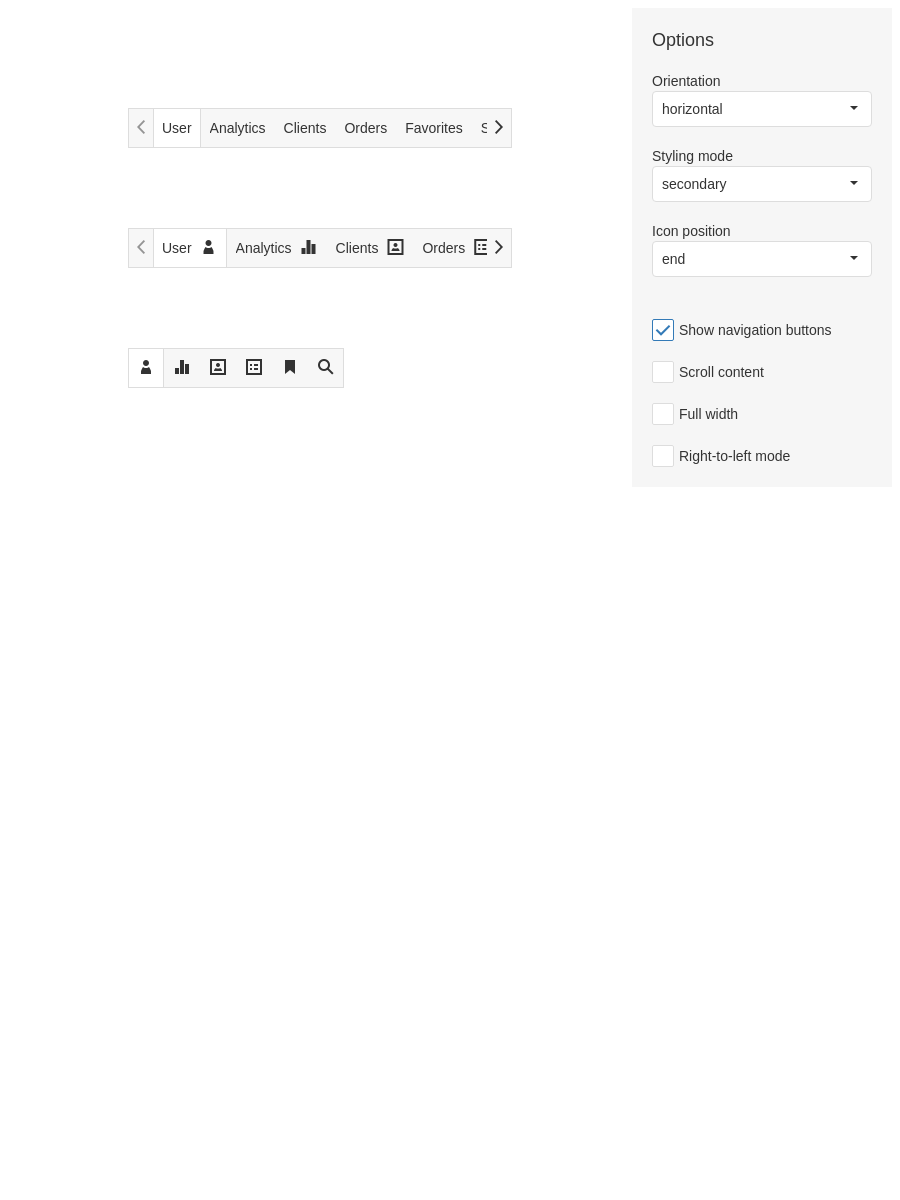 User Analytics Clients Orders Favorites
User Analytics Clients Orders
Options
Orientation
horizontal
Styling mode
secondary
Icon position
end
Show navigation buttons
Scroll content
Full width
Right-to-left mode